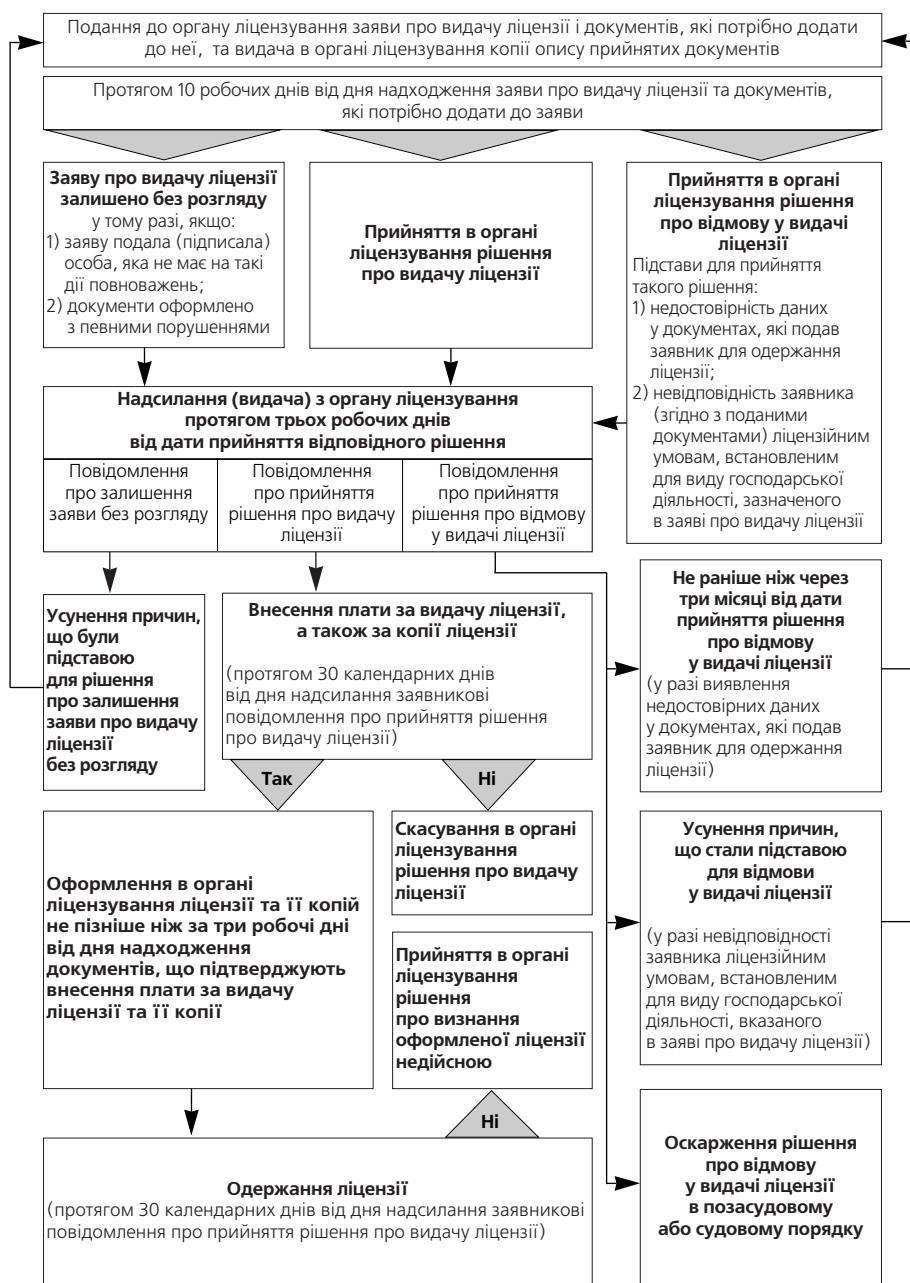 Подання до органу ліцензування заяви про видачу ліцензії і документів, які потрібно додати
до неї, та видача в органі ліцензування копії опису прийнятих документів
Протягом 10 робочих днів від дня надходження заяви про видачу ліцензії та документів,
які потрібно додати до заяви
Заяву про видачу ліцензії
залишено без розгляду
у тому разі, якщо:
1) заяву подала (підписала)
особа, яка не має на такі
дії повноважень;
2) документи оформлено
з певними порушеннями
Прийняття в органі
ліцензування рішення
про видачу ліцензії
Прийняття в органі
ліцензування рішення
про відмову у видачі
ліцензії
Підстави для прийняття
такого рішення:
1) недостовірність даних
у документах, які подав
заявник для одержання
ліцензії;
2) невідповідність заявника
(згідно з поданими
документами) ліцензійним
умовам, встановленим
для виду господарської
діяльності, зазначеного
в заяві про видачу ліцензії
Надсилання (видача) з органу ліцензування
протягом трьох робочих днів
від дати прийняття відповідного рішення
Повідомлення
про залишення
заяви без розгляду
Повідомлення
про прийняття
рішення про видачу
ліцензії
Повідомлення
про прийняття
рішення про відмову
у видачі ліцензії
Усунення причин,
що були
підставою
для рішення
про залишення
заяви про видачу
ліцензії
без розгляду
Внесення плати за видачу ліцензії,
а також за копії ліцензії
(протягом 30 календарних днів
від дня надсилання заявникові
повідомлення про прийняття рішення
про видачу ліцензії)
Не раніше ніж через
три місяці від дати
прийняття рішення
про відмову
у видачі ліцензії
(у разі виявлення
недостовірних даних
у документах, які подав
заявник для одержання
ліцензії)
Так
Ні
Оформлення в органі
ліцензування ліцензії та її копій
не пізніше ніж за три робочі дні
від дня надходження
документів, що підтверджують
внесення плати за видачу
ліцензії та її копії
Скасування в органі
ліцензування
рішення про видачу
ліцензії
Прийняття в органі
ліцензування
рішення
про визнання
оформленої ліцензії
недійсною
Усунення причин,
що стали підставою
для відмови
у видачі ліцензії
(у разі невідповідності
заявника ліцензійним
умовам, встановленим
для виду господарської
діяльності, вказаного
в заяві про видачу ліцензії)
Ні
Одержання ліцензії
(протягом 30 календарних днів від дня надсилання заявникові
повідомлення про прийняття рішення про видачу ліцензії)
Оскарження рішення
про відмову
у видачі ліцензії
в позасудовому
або судовому порядку